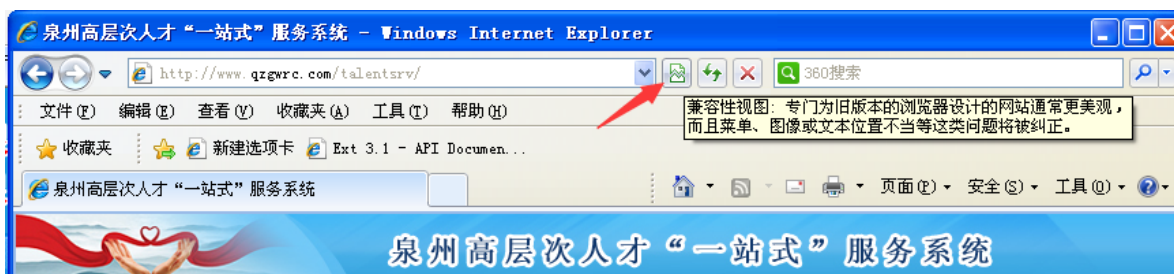 泉州高层次人才“一站式”服务系统 - Windows Internet Explorer
http://www.qzgwrc.com/talentsrv/
360搜索
文件(F) 编辑(E) 查看(V) 收藏夹(A) 工具(T) 帮助(H)
兼容性视图: 专门为旧版本的浏览器设计的网站通常更美观，
而且菜单、图像或文本位置不当等这类问题将被纠正。
收藏夹 新建选项卡 Ext 3.1 - API Documen...
泉州高层次人才“一站式”服务系统
页面(P) 安全(S) 工具(O)
泉州高层次人才“一站式”服务系统